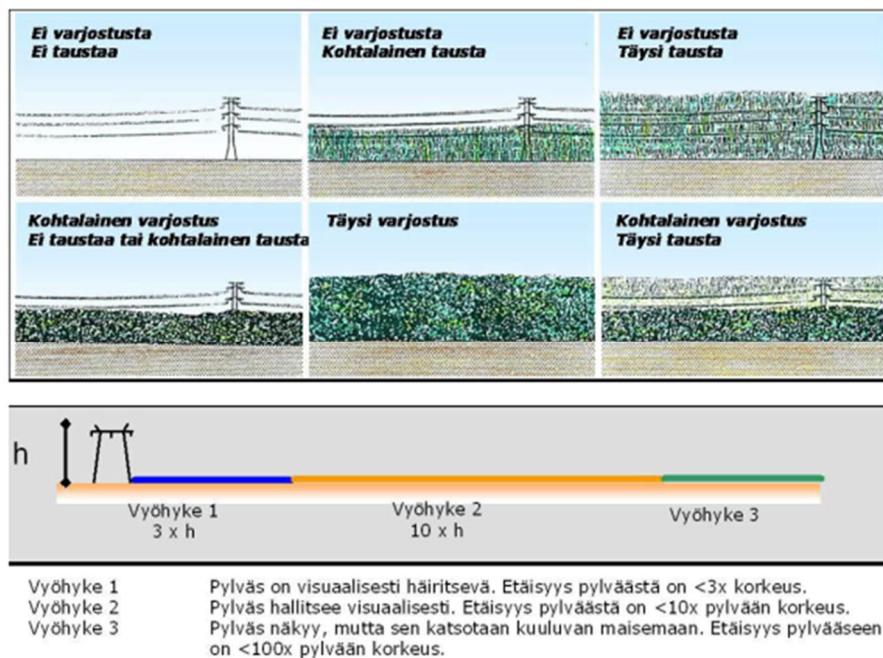 Ei varjostusta
Ei taustaa
Ei varjostusta
Kohtalainen tausta
Ei varjostusta
Täysi tausta
Kohtalainen varjostus
Ei taustaa tai kohtalainen tausta
Täysi varjostus
Kohtalainen varjostus
Täysi tausta
h
Vyöhyke 1
3 x h
Vyöhyke 2
10 x h
Vyöhyke 3
Vyöhyke 1 Pylväs on visuaalisesti häiritsevä. Etäisyys pylväästä on <3x korkeus.
Vyöhyke 2 Pylväs hallitsee visuaalisesti. Etäisyys pylväästä on <10x pylvään korkeus.
Vyöhyke 3 Pylväs näkyy, mutta sen katsotaan kuuluvan maisemaan. Etäisyys pylvääseen
on <100x pylvään korkeus.